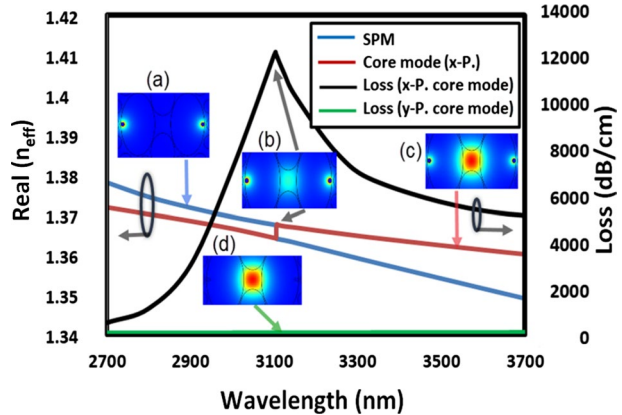 1.42
1.41
1.4
1.39
1.38
1.37
1.36
1.35
1.34
Real (neff)
14000
12000
10000
8000
6000
4000
2000
0
Loss (dB/cm)
SPM
Core mode (x-P.)
Loss (x-P. core mode)
Loss (y-P. core mode)
(a)
(b)
(c)
(d)
2700 2900 3100 3300 3500 3700
Wavelength (nm)